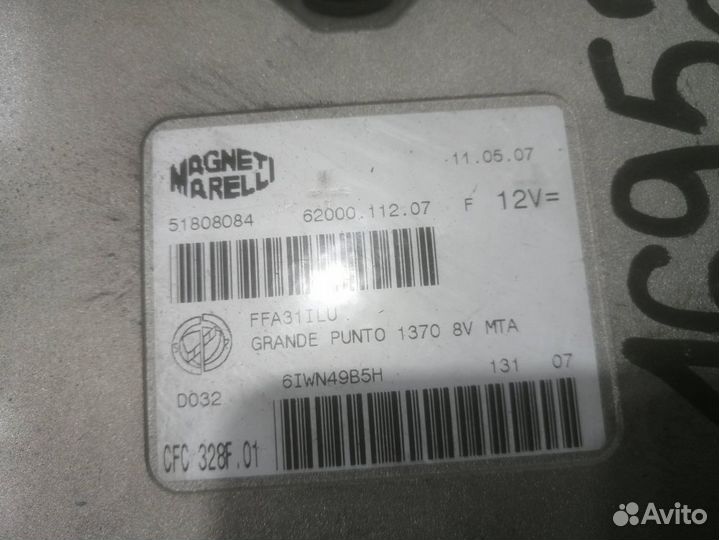 MAGNETI
MARELLI
11.05.07
51808084 62000.112.07 F 12V=
FFA31ILU
GRANDE PUNTO 1370 8V MTA
6IWN49B5H 131 07
D032
CFC 328F.01
Avito